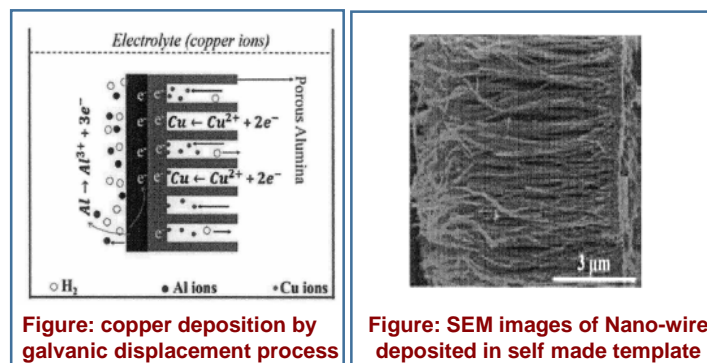 Electrolyte (copper ions)
Porous Alumina
Al → Al³⁺ + 3e⁻
e⁻ e⁻
e⁻ e⁻ Cu ← Cu²⁺ + 2e⁻
e⁻ e⁻
e⁻ e⁻ Cu ← Cu²⁺ + 2e⁻
e⁻
e⁻
○ H₂ ● Al ions • Cu ions
Figure: copper deposition by
galvanic displacement process
3 µm
Figure: SEM images of Nano-wire
deposited in self made template